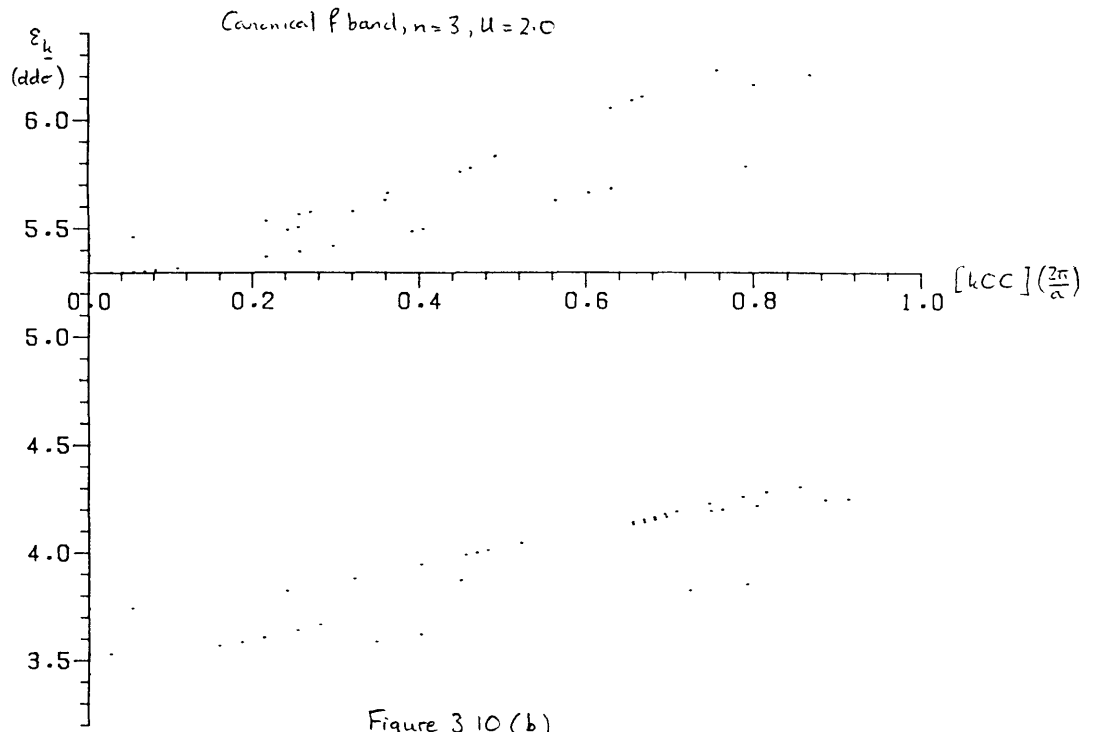 Canonical f band, n=3, U=2.0
εk
(ddσ)
6.0
5.5
0.0 0.2 0.4 0.6 0.8 1.0 [kCC](2π/a)
5.0
4.5
4.0
3.5
Figure 3 10 (b)